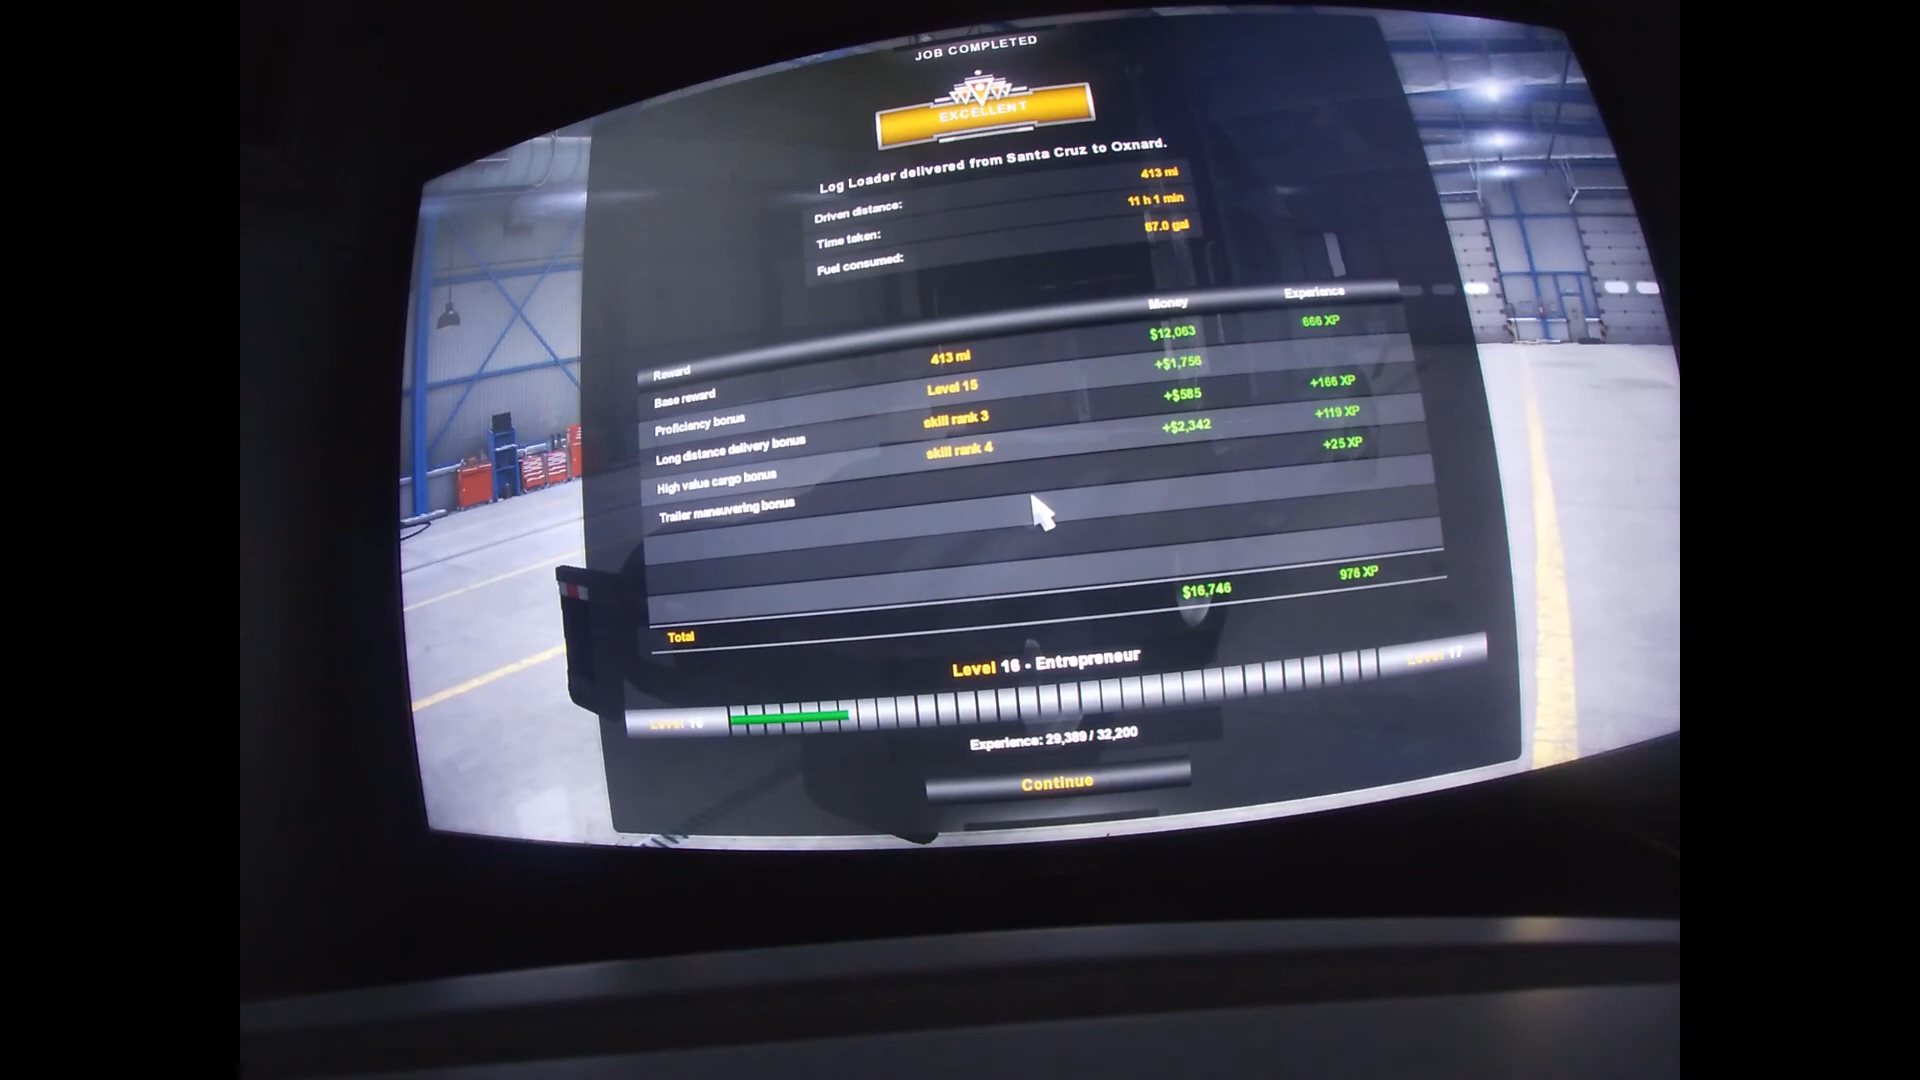 JOB COMPLETED
EXCELLENT
Log Loader delivered from Santa Cruz to Oxnard.
Driven distance: 413 mi
Time taken: 11 h 1 min
Fuel consumed: 87.0 gal
Reward Money Experience
Base reward 413 mi $12,063 666 XP
Proficiency bonus Level 15 +$1,756
Long distance delivery bonus skill rank 3 +$585 +166 XP
High value cargo bonus skill rank 4 +$2,342 +119 XP
Trailer maneuvering bonus +25 XP
Total $16,746 976 XP
Level 16 - Entrepreneur
Level 16 Level 17
Experience: 29,389 / 32,200
Continue